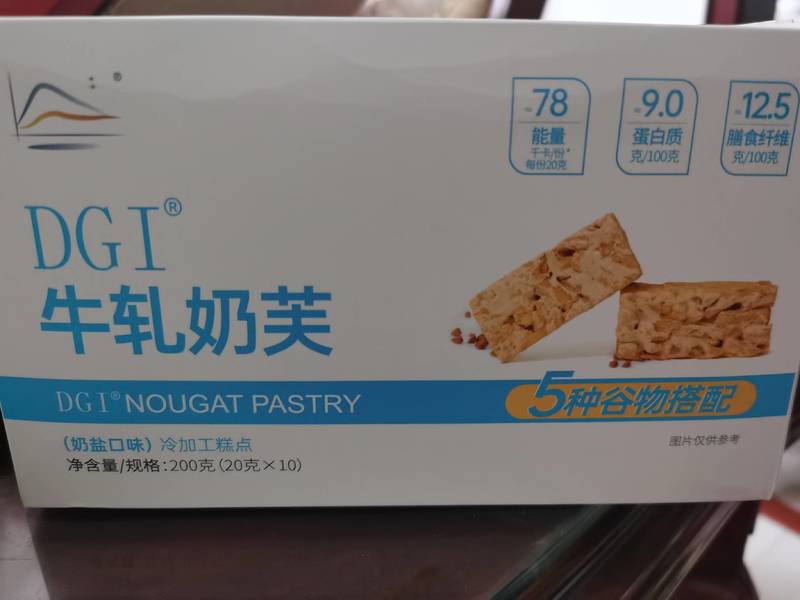 ®
≈78
能量
千卡/份*
每份20克
≈9.0
蛋白质
克/100克
≈12.5
膳食纤维
克/100克
DGI®
牛轧奶芙
DGI® NOUGAT PASTRY
5种谷物搭配
(奶盐口味) 冷加工糕点
图片仅供参考
净含量/规格:200克(20克×10)